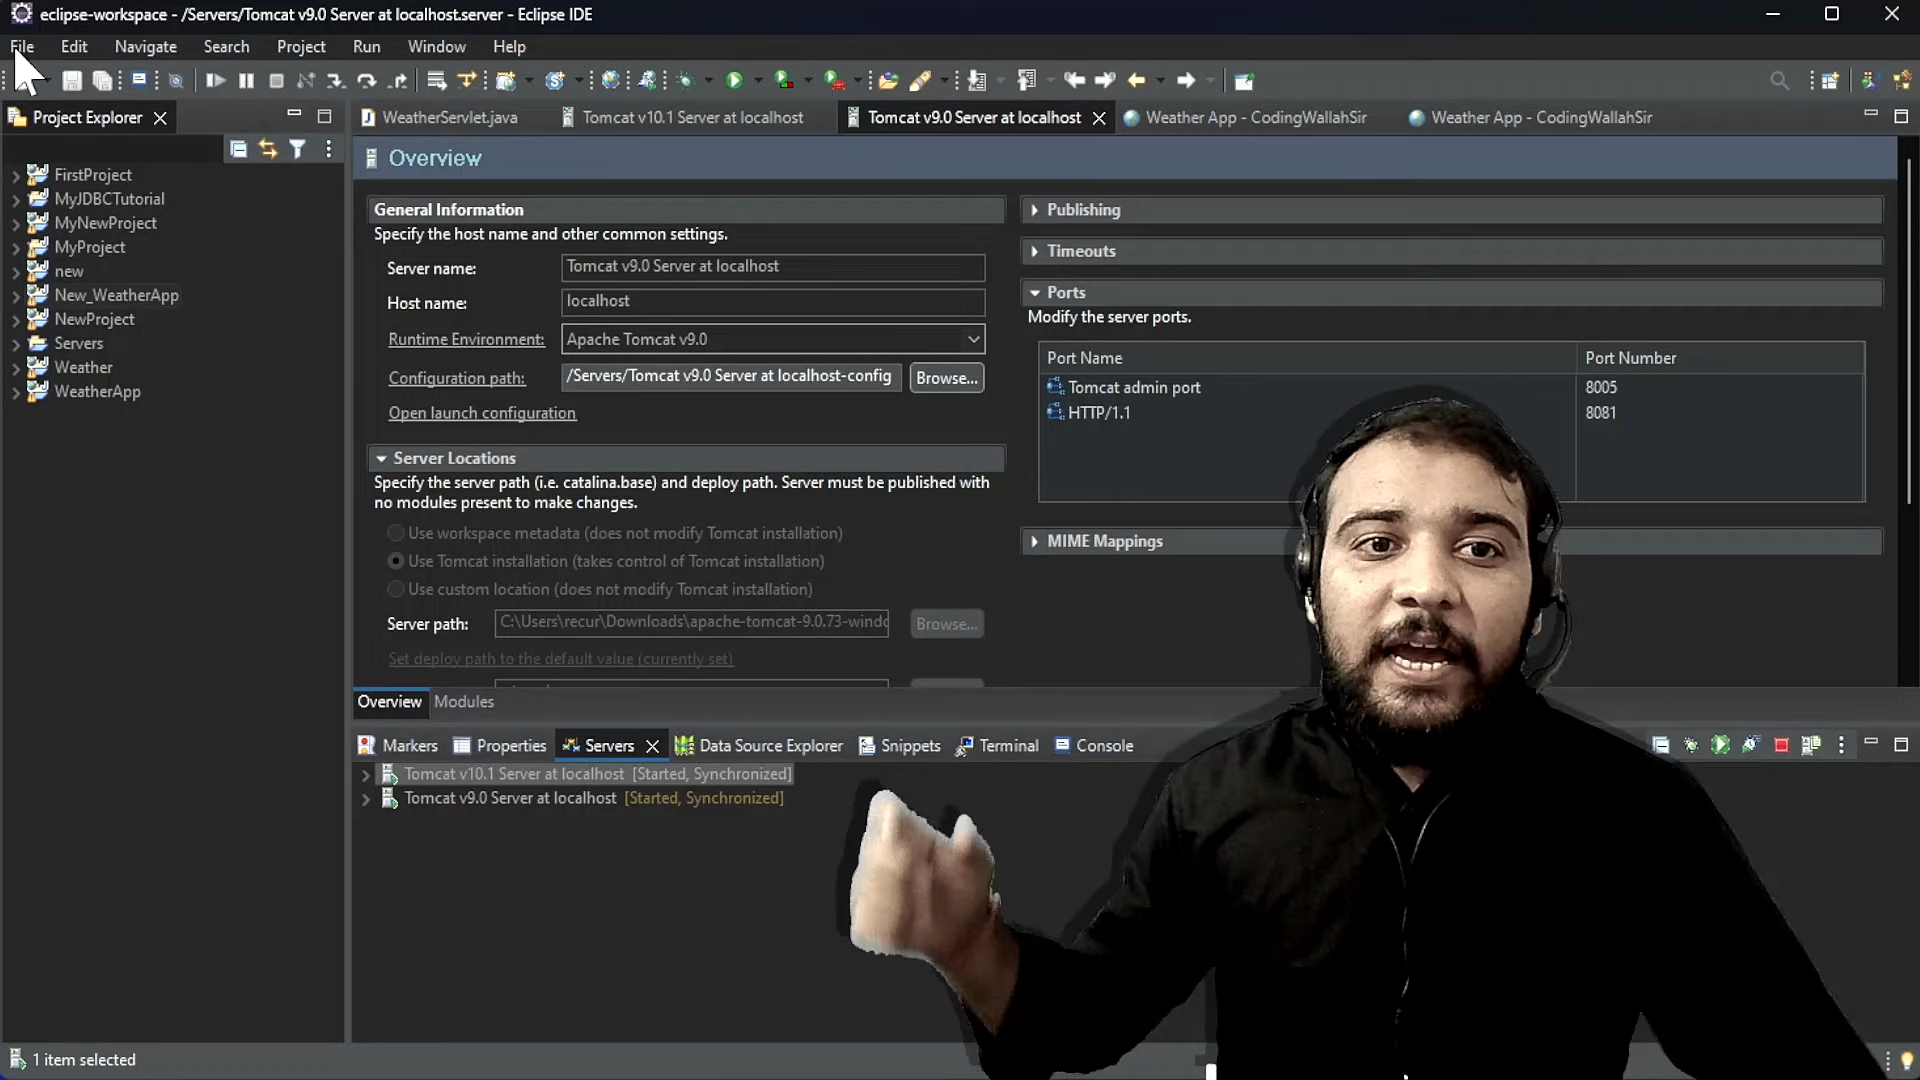 eclipse-workspace - /Servers/Tomcat v9.0 Server at localhost.server - Eclipse IDE
File Edit Navigate Search Project Run Window Help
Project Explorer
WeatherServlet.java Tomcat v10.1 Server at localhost Tomcat v9.0 Server at localhost Weather App - CodingWallahSir Weather App - CodingWallahSir
FirstProject
MyJDBCTutorial
MyNewProject
MyProject
new
New_WeatherApp
NewProject
Servers
Weather
WeatherApp
Overview
General Information
Specify the host name and other common settings.
Server name: Tomcat v9.0 Server at localhost
Host name: localhost
Runtime Environment: Apache Tomcat v9.0
Configuration path: /Servers/Tomcat v9.0 Server at localhost-config Browse...
Open launch configuration
Server Locations
Specify the server path (i.e. catalina.base) and deploy path. Server must be published with
no modules present to make changes.
Use workspace metadata (does not modify Tomcat installation)
Use Tomcat installation (takes control of Tomcat installation)
Use custom location (does not modify Tomcat installation)
Server path: C:\Users\recur\Downloads\apache-tomcat-9.0.73-windo Browse...
Set deploy path to the default value (currently set)
Publishing
Timeouts
Ports
Modify the server ports.
Port Name Port Number
Tomcat admin port 8005
HTTP/1.1 8081
MIME Mappings
Overview Modules
Markers Properties Servers Data Source Explorer Snippets Terminal Console
Tomcat v10.1 Server at localhost [Started, Synchronized]
Tomcat v9.0 Server at localhost [Started, Synchronized]
1 item selected